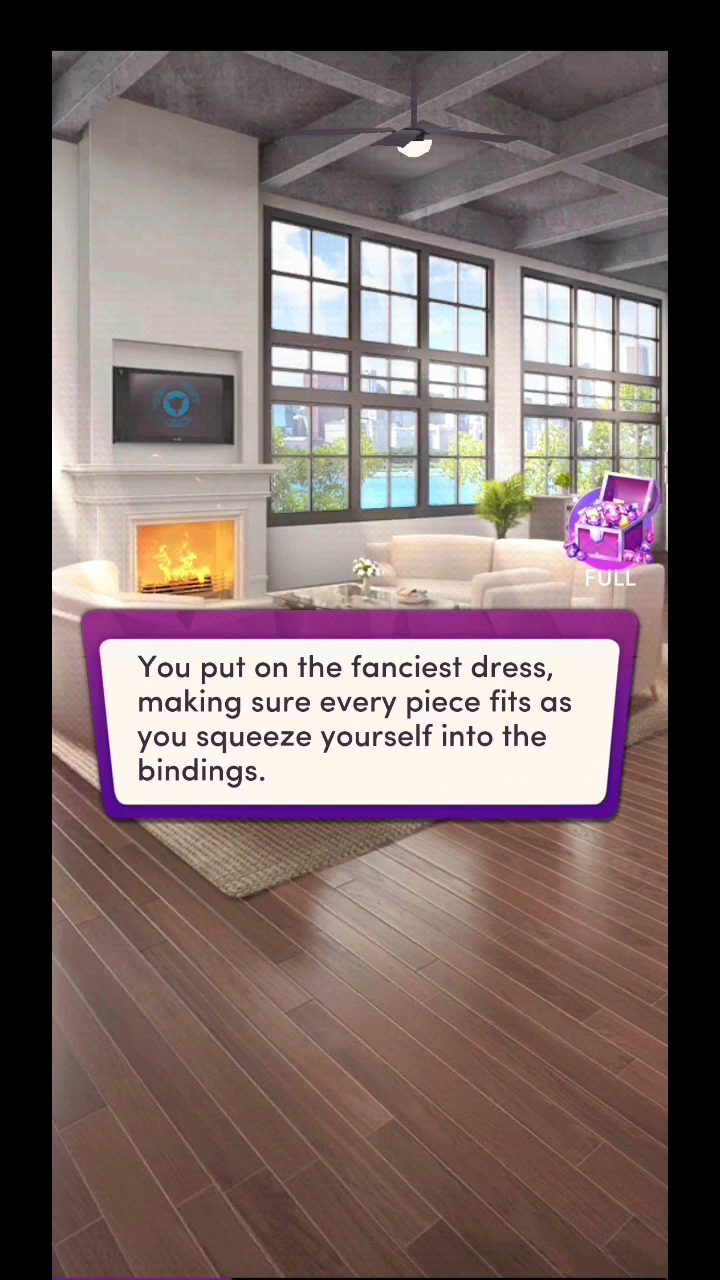 FULL
You put on the fanciest dress,
making sure every piece fits as
you squeeze yourself into the
bindings.